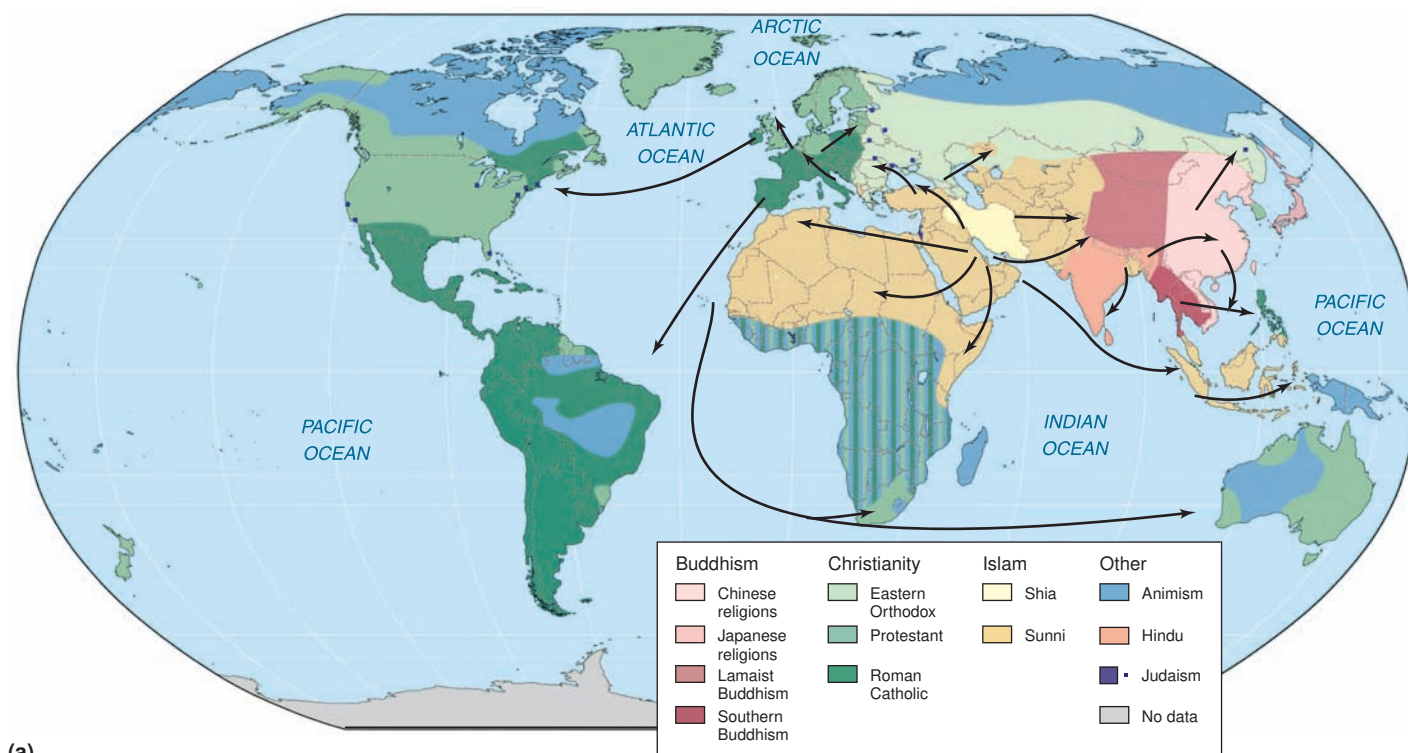 ARCTIC
OCEAN
ATLANTIC
OCEAN
PACIFIC
OCEAN
PACIFIC
OCEAN
INDIAN
OCEAN
Buddhism
Chinese
religions
Japanese
religions
Lamaist
Buddhism
Southern
Buddhism
Christianity
Eastern
Orthodox
Protestant
Roman
Catholic
Islam
Shia
Sunni
Other
Animism
Hindu
Judaism
No data
(a)